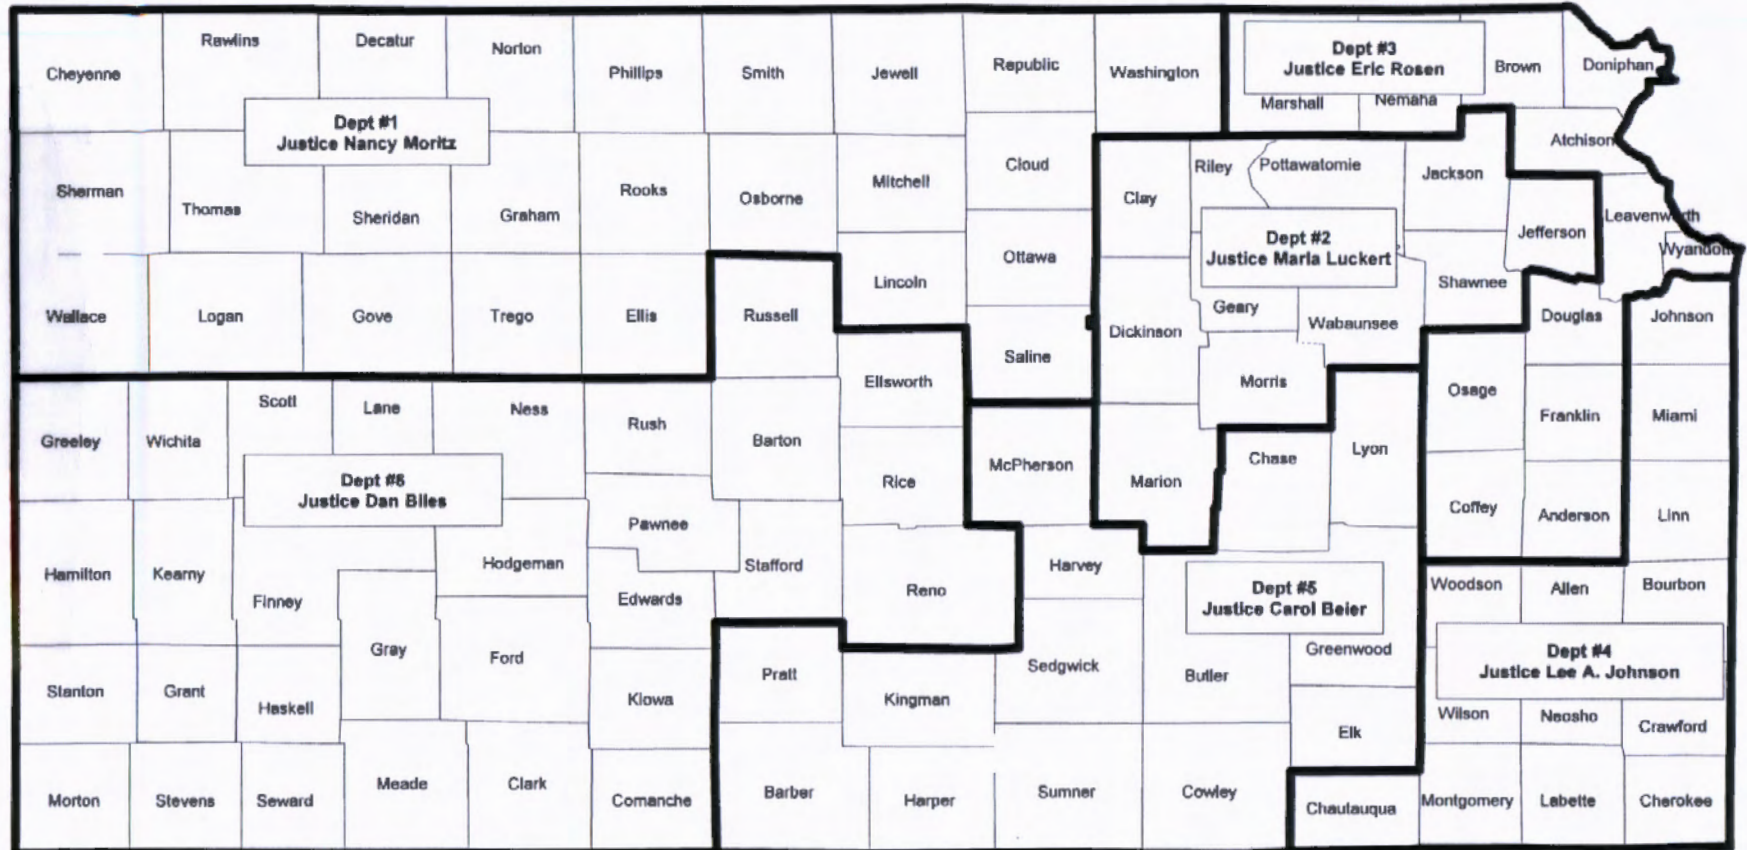 Cheyenne
Rawlins
Decatur
Norton
Phillips
Smith
Jewell
Republic
Washington
Dept #3
Justice Eric Rosen
Marshall
Nemaha
Brown
Doniphan
Dept #1
Justice Nancy Moritz
Sherman
Thomas
Sheridan
Graham
Rooks
Osborne
Mitchell
Cloud
Clay
Riley
Pottawatomie
Jackson
Atchison
Jefferson
Leavenworth
Wyandotte
Dept #2
Justice Marla Luckert
Wallace
Logan
Gove
Trego
Ellis
Russell
Lincoln
Ottawa
Saline
Dickinson
Geary
Wabaunsee
Shawnee
Douglas
Johnson
Morris
Ellsworth
Osage
Franklin
Miami
Greeley
Wichita
Scott
Lane
Ness
Rush
Barton
Rice
McPherson
Marion
Chase
Lyon
Coffey
Anderson
Linn
Dept #6
Justice Dan Biles
Hamilton
Kearny
Finney
Hodgeman
Pawnee
Edwards
Stafford
Reno
Harvey
Dept #5
Justice Carol Beier
Woodson
Allen
Bourbon
Stanton
Grant
Haskell
Gray
Ford
Kiowa
Pratt
Kingman
Sedgwick
Butler
Greenwood
Elk
Dept #4
Justice Lee A. Johnson
Wilson
Neosho
Crawford
Morton
Stevens
Seward
Meade
Clark
Comanche
Barber
Harper
Sumner
Cowley
Chautauqua
Montgomery
Labette
Cherokee